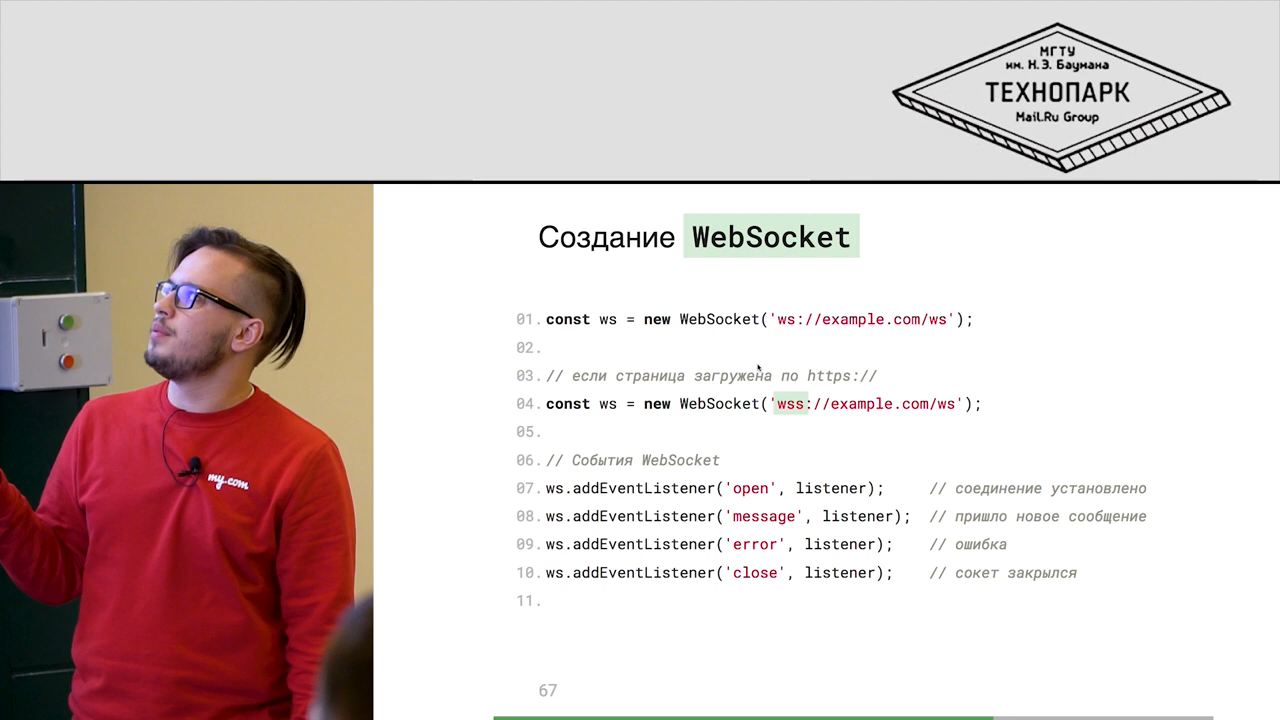 МГТУ
им. Н.Э. Баумана
ТЕХНОПАРК
Mail.Ru Group
my.com
Создание WebSocket
01. const ws = new WebSocket('ws://example.com/ws');
02.
03. // если страница загружена по https://
04. const ws = new WebSocket('wss://example.com/ws');
05.
06. // События WebSocket
07. ws.addEventListener('open', listener); // соединение установлено
08. ws.addEventListener('message', listener); // пришло новое сообщение
09. ws.addEventListener('error', listener); // ошибка
10. ws.addEventListener('close', listener); // сокет закрылся
11.
67